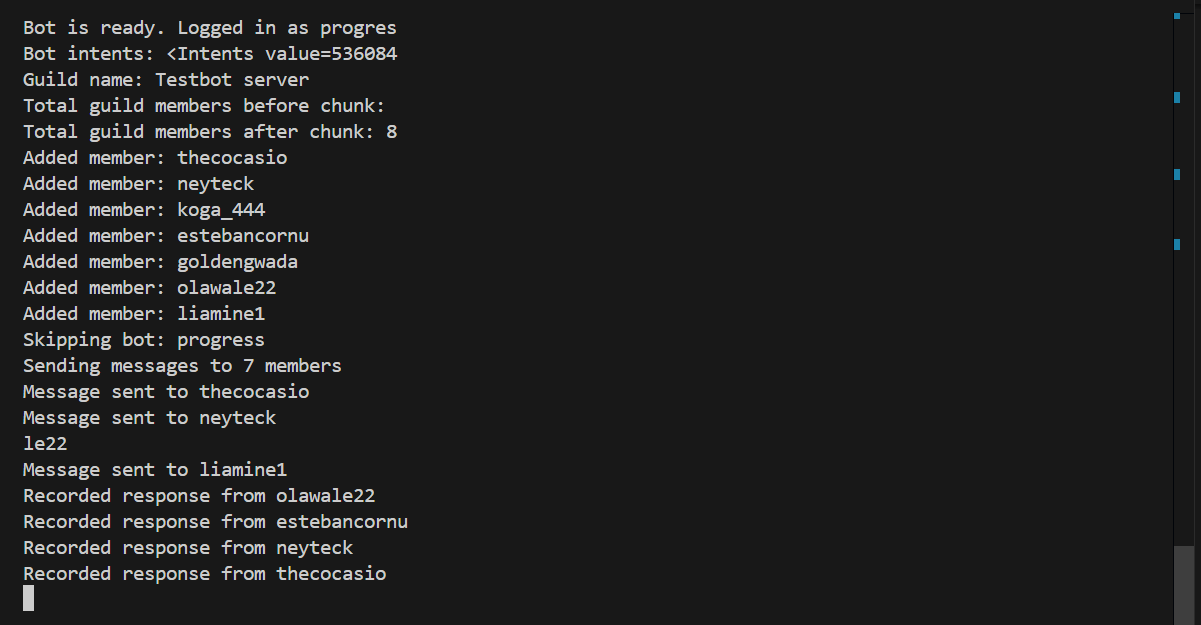 Bot is ready. Logged in as progres
Bot intents: <Intents value=536084
Guild name: Testbot server
Total guild members before chunk:
Total guild members after chunk: 8
Added member: thecocasio
Added member: neyteck
Added member: koga_444
Added member: estebancornu
Added member: goldengwada
Added member: olawale22
Added member: liamine1
Skipping bot: progress
Sending messages to 7 members
Message sent to thecocasio
Message sent to neyteck
le22
Message sent to liamine1
Recorded response from olawale22
Recorded response from estebancornu
Recorded response from neyteck
Recorded response from thecocasio